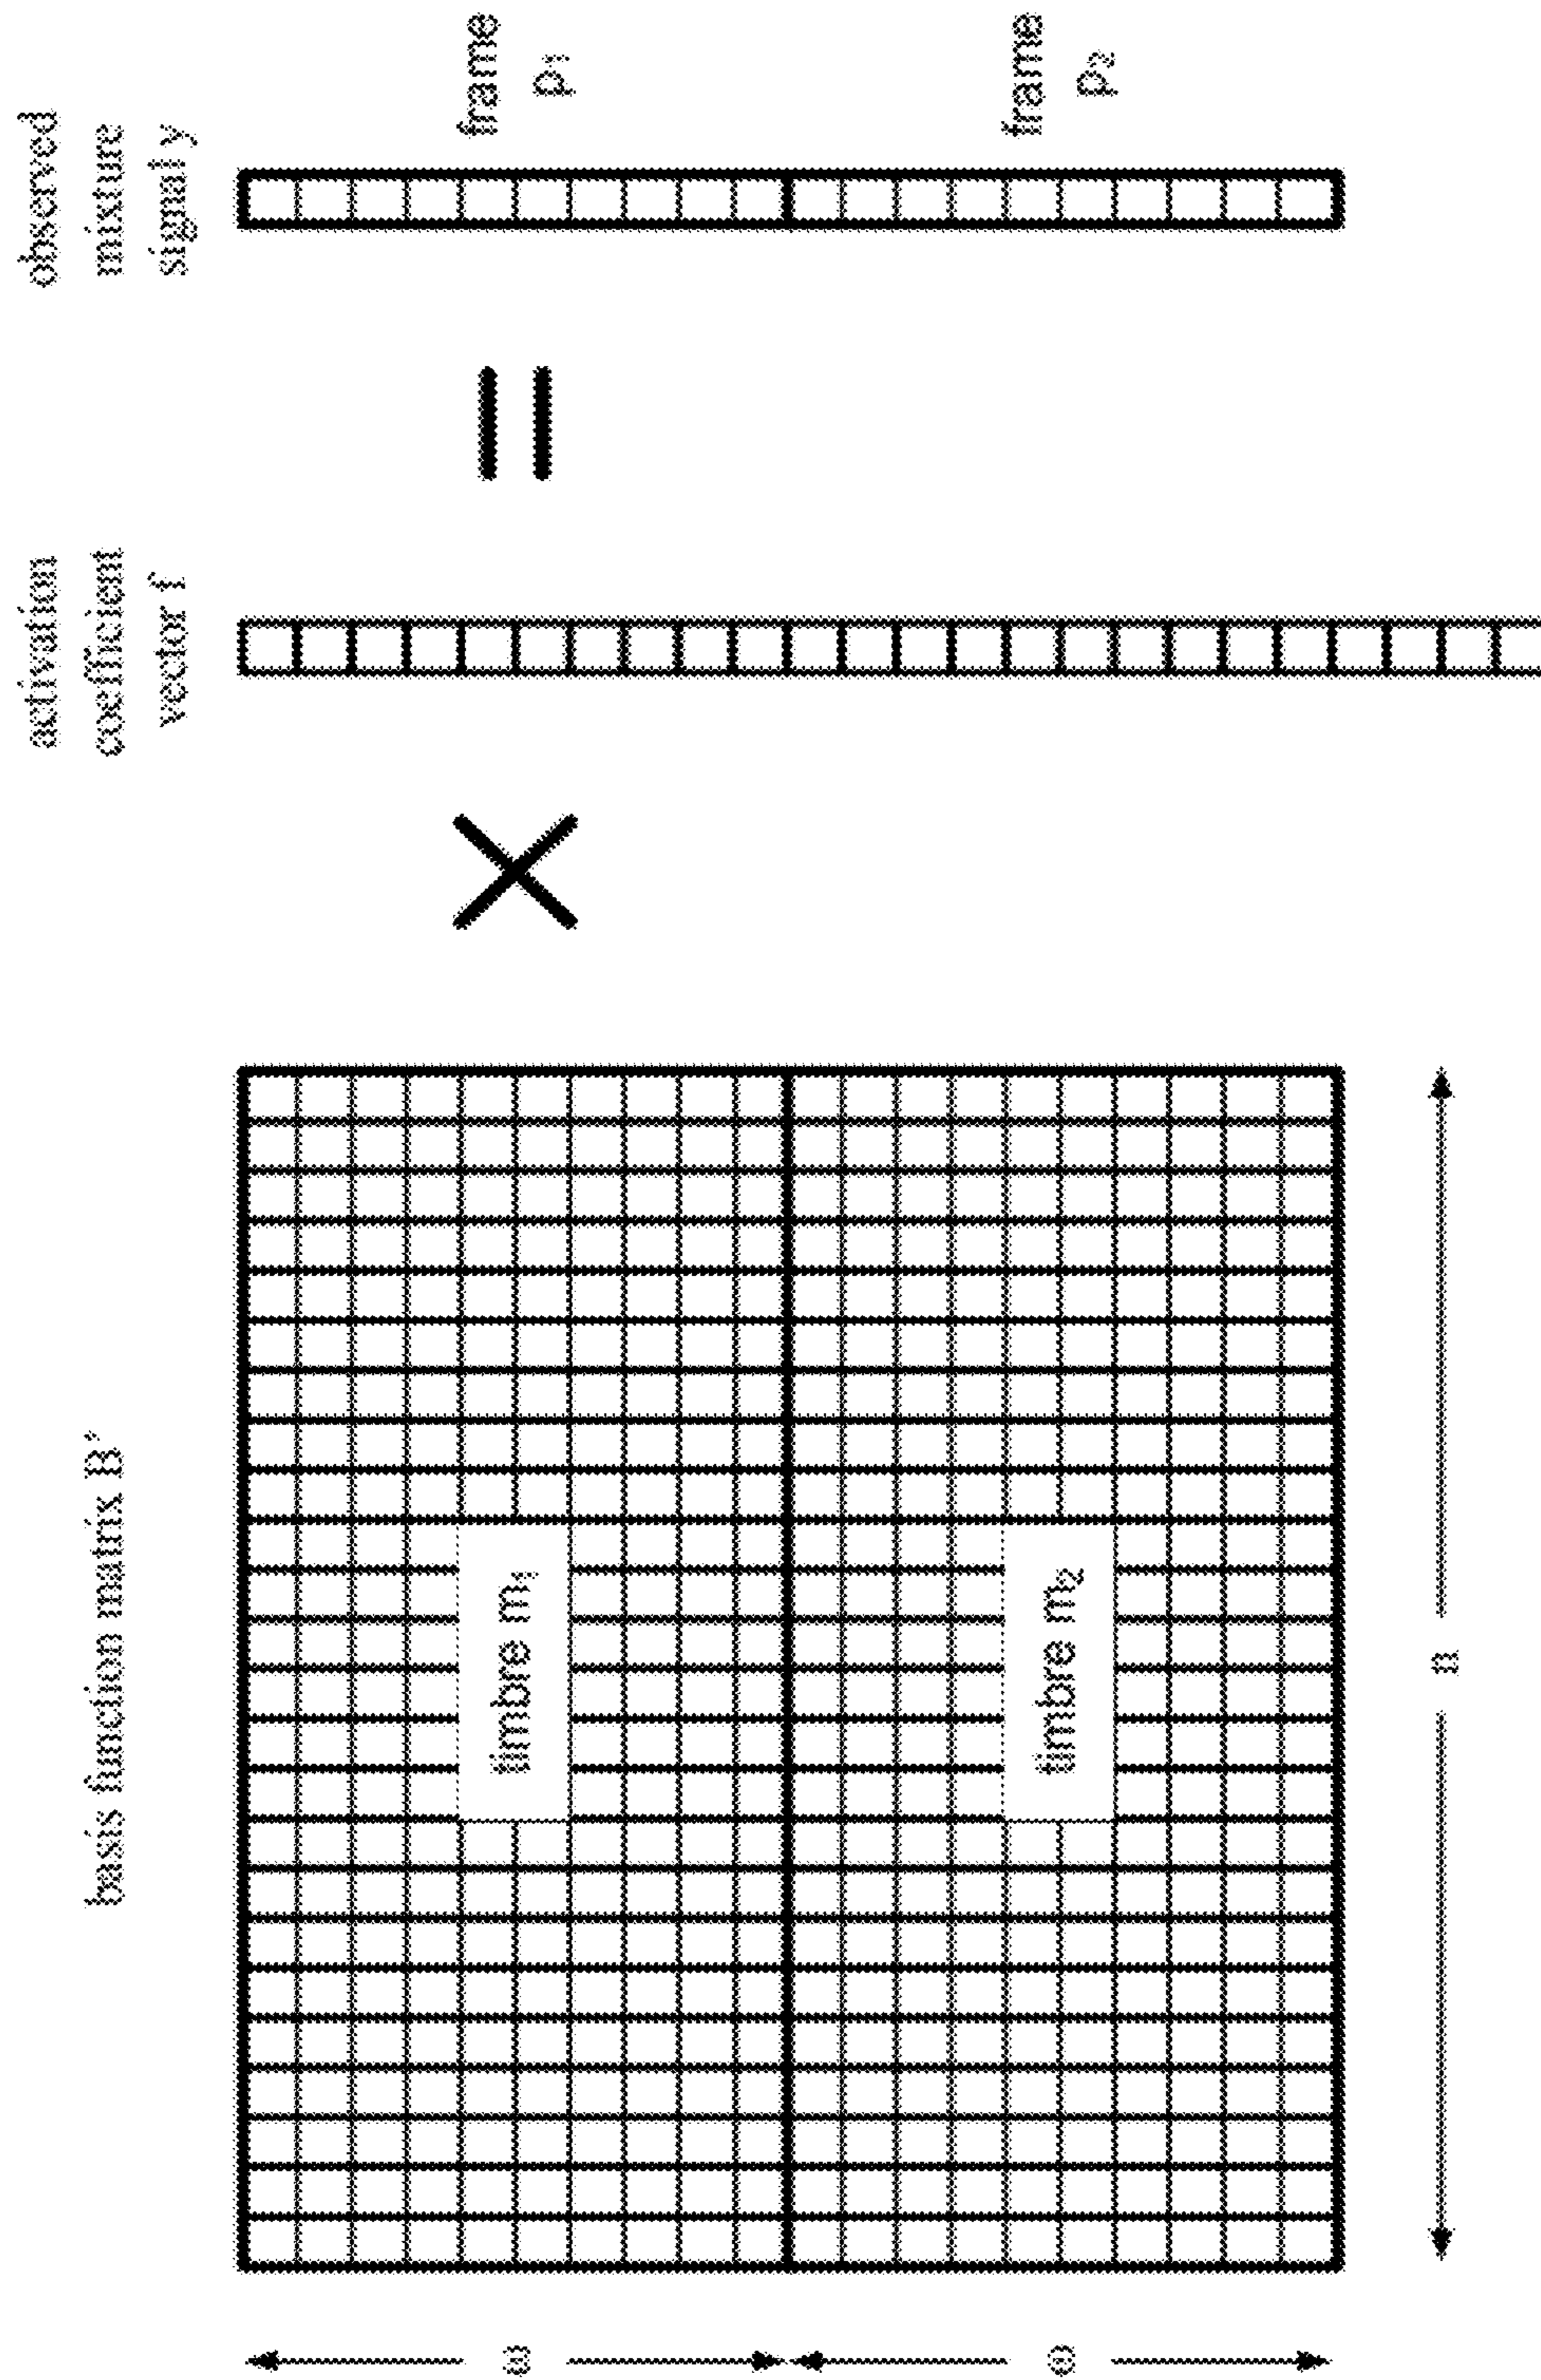 basis function matrix B'
activation
coefficient
vector f
observed
mixture
signal y
ω
timbre m₁
frame
p₁
ω
timbre m₂
frame
p₂
n